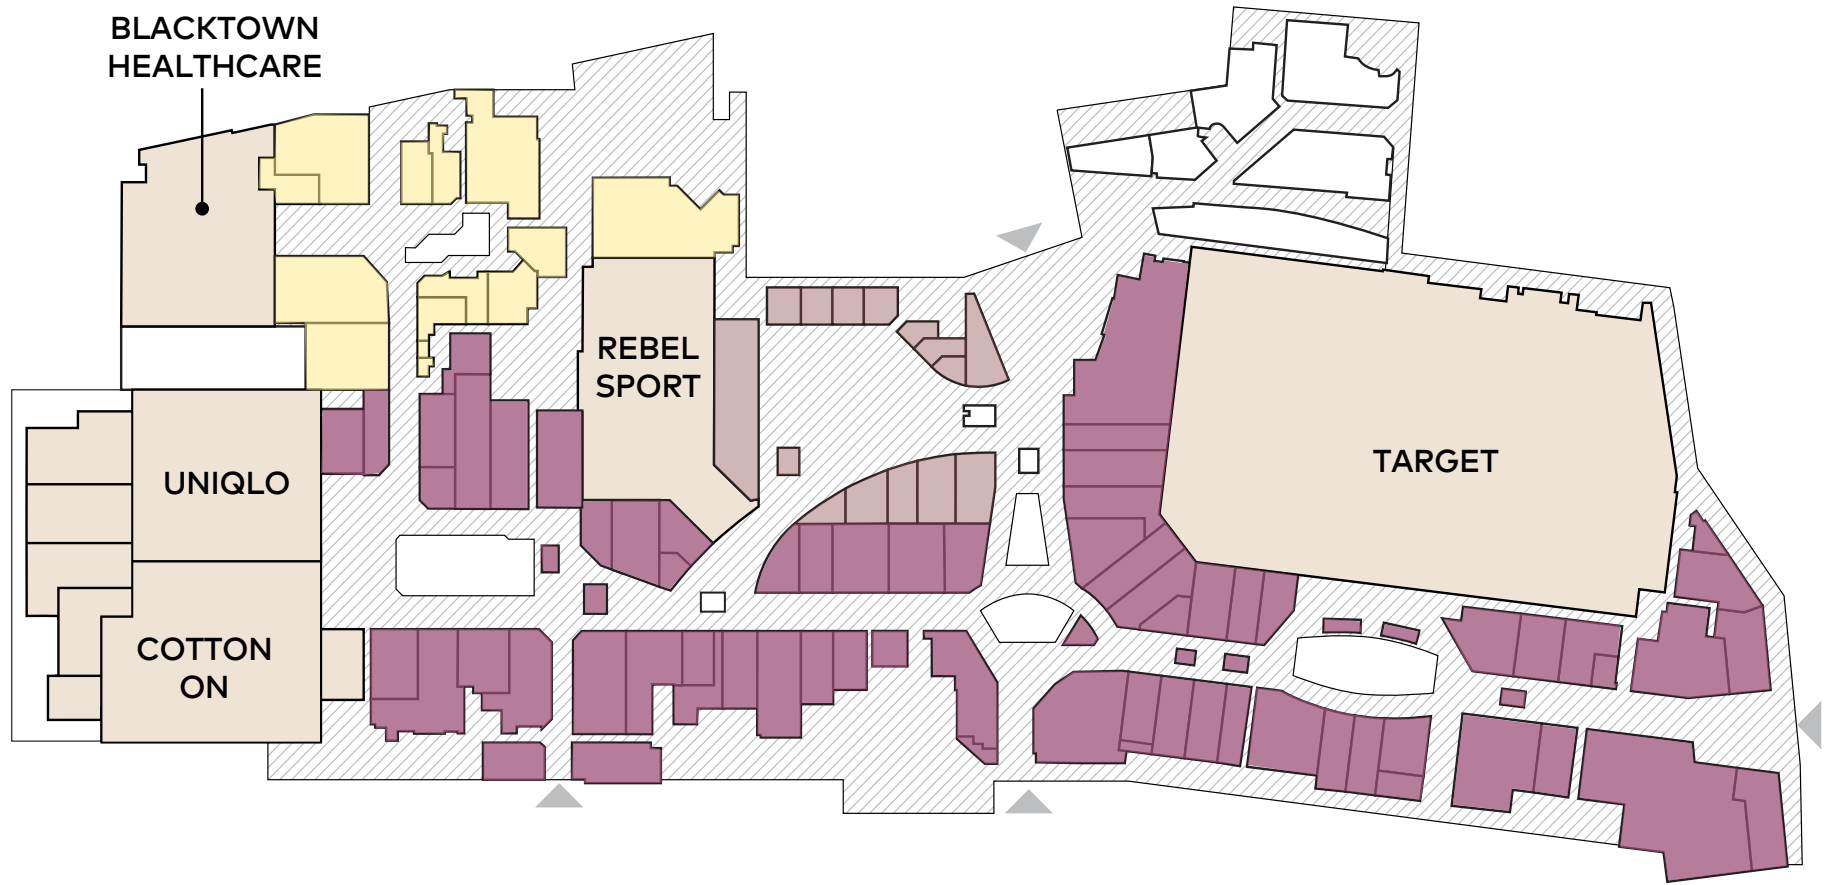 BLACKTOWN
HEALTHCARE
REBEL
SPORT
UNIQLO
TARGET
COTTON
ON